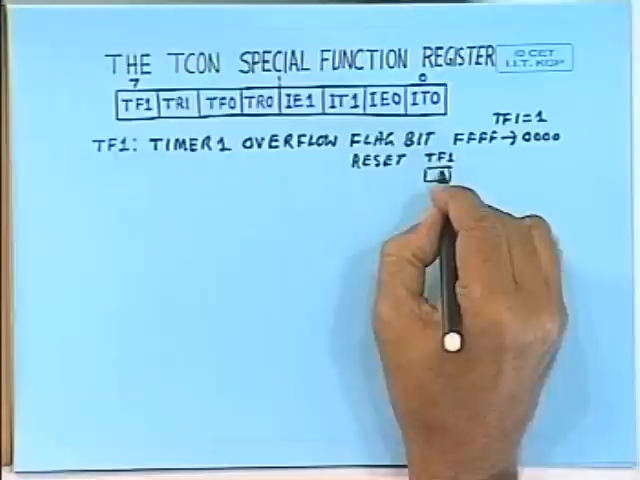 THE TCON SPECIAL FUNCTION REGISTER
© CET
I.I.T. KGP
7 0
TF1 TR1 TF0 TR0 IE1 IT1 IE0 IT0
TF1=1
TF1: TIMER1 OVERFLOW FLAG BIT FFFF→0000
RESET TF1